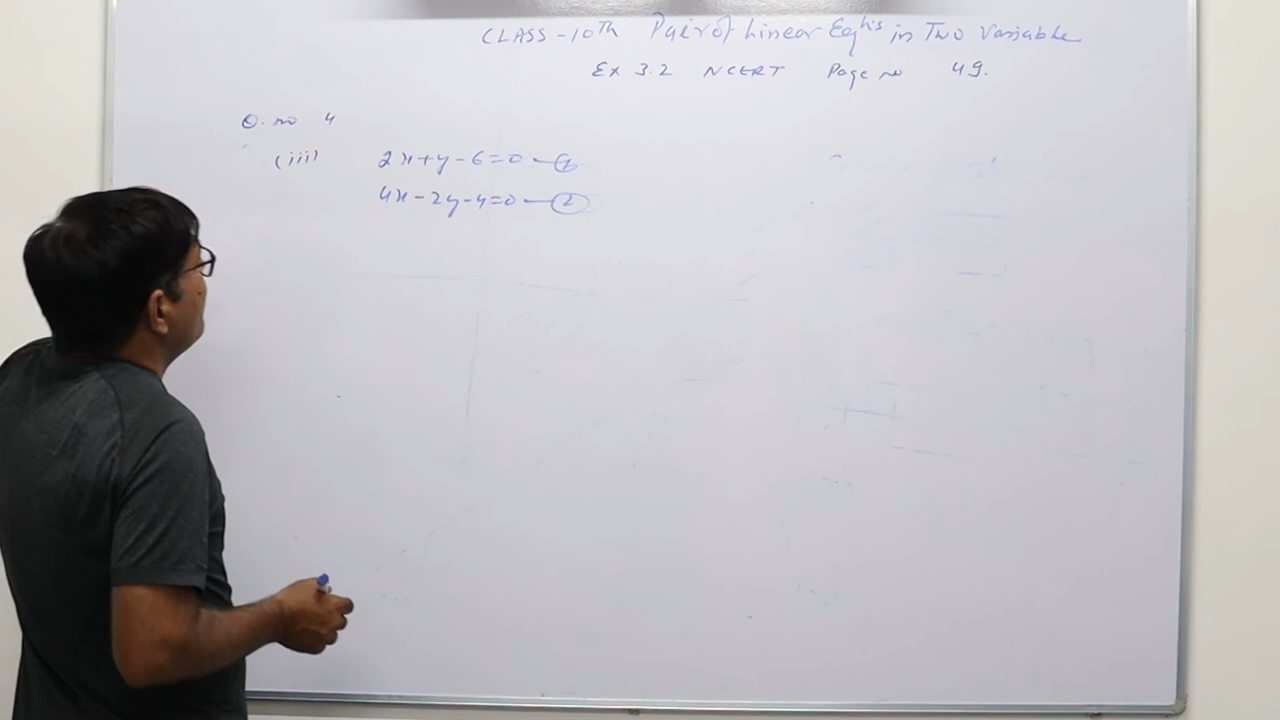 CLASS - 10th Pair of Linear Eqtns in Two Variable
Ex 3.2 NCERT Page no 49.
Q. no 4
(iii) 2x+y-6=0 —①
4x-2y-4=0 —②